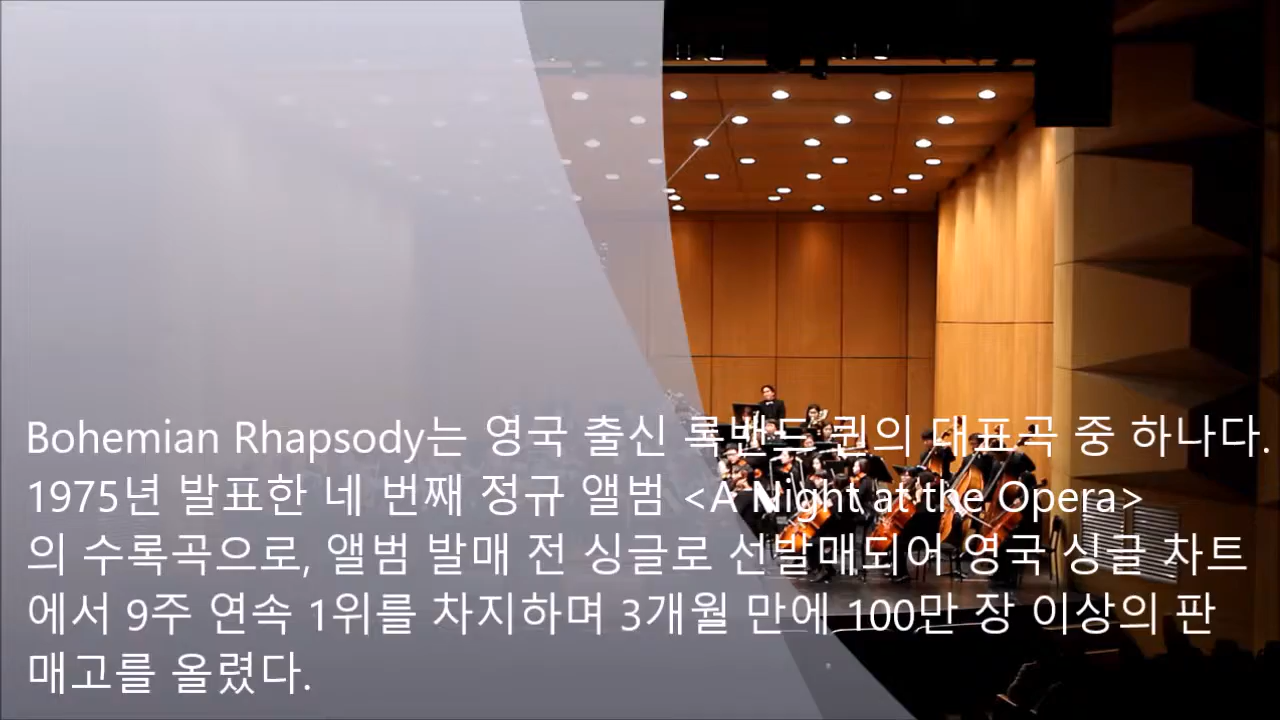 Bohemian Rhapsody는 영국 출신 록밴드 퀸의 대표곡 중 하나다.
1975년 발표한 네 번째 정규 앨범 <A Night at the Opera>
의 수록곡으로, 앨범 발매 전 싱글로 선발매되어 영국 싱글 차트
에서 9주 연속 1위를 차지하며 3개월 만에 100만 장 이상의 판
매고를 올렸다.